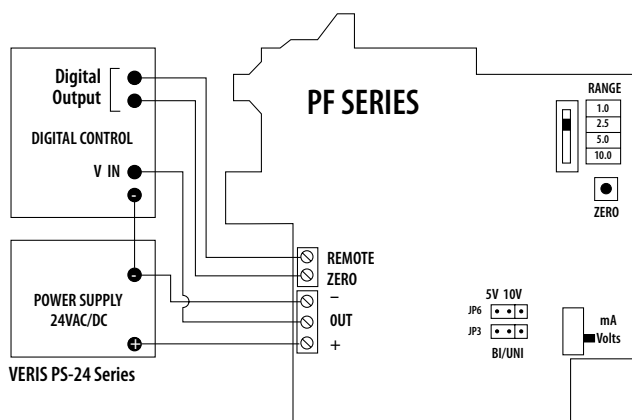 Digital
Output
DIGITAL CONTROL
V IN
-
-
POWER SUPPLY
24VAC/DC
+
VERIS PS-24 Series
PF SERIES
REMOTE
ZERO
–
OUT
+
RANGE
1.0
2.5
5.0
10.0
ZERO
5V 10V
JP6
JP3
BI/UNI
mA
Volts